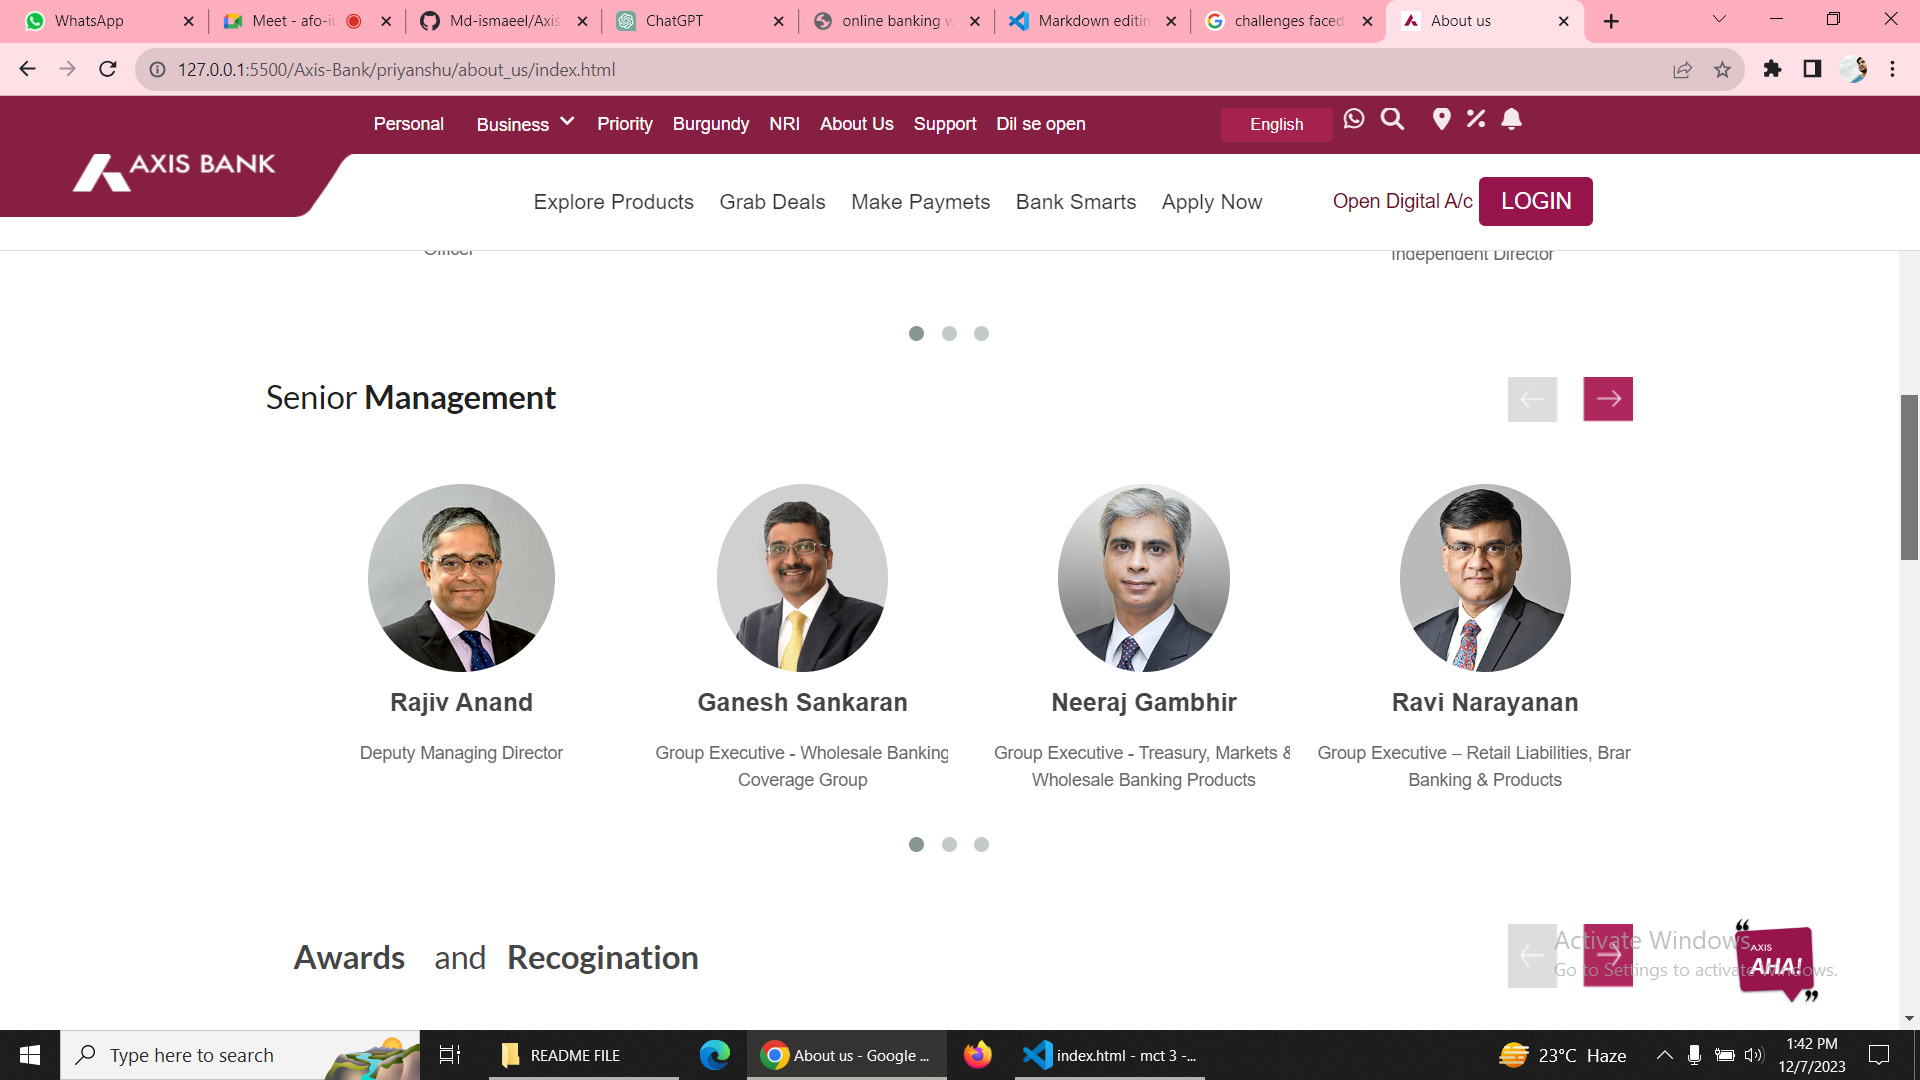 WhatsApp
Meet - afo-iu
Md-ismaeel/Axis
ChatGPT
online banking w
Markdown editin
challenges faced
About us
127.0.0.1:5500/Axis-Bank/priyanshu/about_us/index.html
Personal Business Priority Burgundy NRI About Us Support Dil se open English
AXIS BANK
Explore Products Grab Deals Make Paymets Bank Smarts Apply Now Open Digital A/c LOGIN
Officer
Independent Director
Senior Management
Rajiv Anand
Deputy Managing Director
Ganesh Sankaran
Group Executive - Wholesale Banking
Coverage Group
Neeraj Gambhir
Group Executive - Treasury, Markets &
Wholesale Banking Products
Ravi Narayanan
Group Executive – Retail Liabilities, Bran
Banking & Products
Awards and Recogination
Activate Windows
Go to Settings to activate Windows.
“
AXIS
AHA!
”
Type here to search
README FILE
About us - Google ...
index.html - mct 3 -...
23°C Haze
1:42 PM
12/7/2023